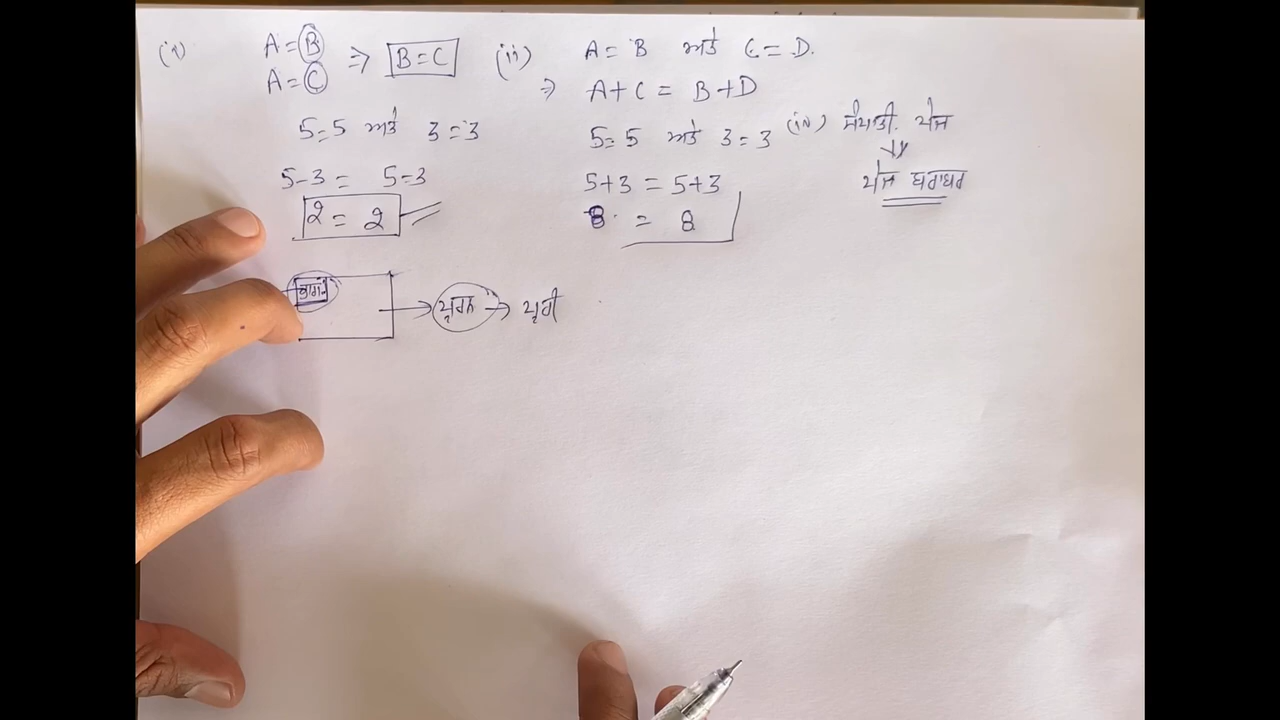 (i) A = B
A = C ⇒ B = C
5 = 5 ਅਤੇ 3 = 3
5-3 = 5-3
2 = 2
(ii) A = B ਅਤੇ C = D.
⇒ A+C = B+D
5 = 5 ਅਤੇ 3 = 3
5+3 = 5+3
8 = 8
(iv) ਸੰਪਾਤੀ ਚੀਜ਼
ਬਰਾਬਰ
ਭਾਗ
→ ਪੂਰਨ → ਪੂਰੀ